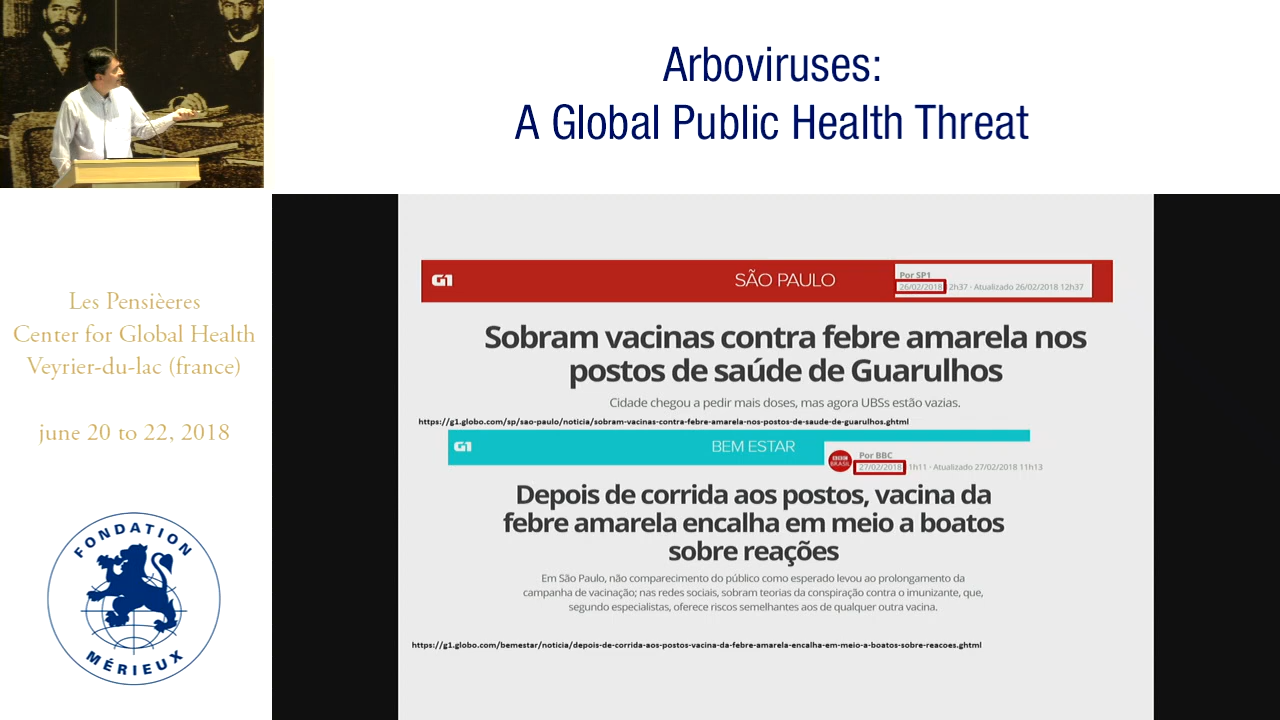 Arboviruses:
A Global Public Health Threat
Les Pensièeres
Center for Global Health
Veyrier-du-lac (france)
june 20 to 22, 2018
FONDATION
MÉRIEUX
G1
SÃO PAULO
Por SP1
26/02/2018 12h37 · Atualizado 26/02/2018 12h37
Sobram vacinas contra febre amarela nos
postos de saúde de Guarulhos
Cidade chegou a pedir mais doses, mas agora UBSs estão vazias.
https://g1.globo.com/sp/sao-paulo/noticia/sobram-vacinas-contra-febre-amarela-nos-postos-de-saude-de-guarulhos.ghtml
G1
BEM ESTAR
BBC
BRASIL
Por BBC
27/02/2018 11h11 · Atualizado 27/02/2018 11h13
Depois de corrida aos postos, vacina da
febre amarela encalha em meio a boatos
sobre reações
Em São Paulo, não comparecimento do público como esperado levou ao prolongamento da
campanha de vacinação; nas redes sociais, sobram teorias da conspiração contra o imunizante, que,
segundo especialistas, oferece riscos semelhantes aos de qualquer outra vacina.
https://g1.globo.com/bemestar/noticia/depois-de-corrida-aos-postos-vacina-da-febre-amarela-encalha-em-meio-a-boatos-sobre-reacoes.ghtml